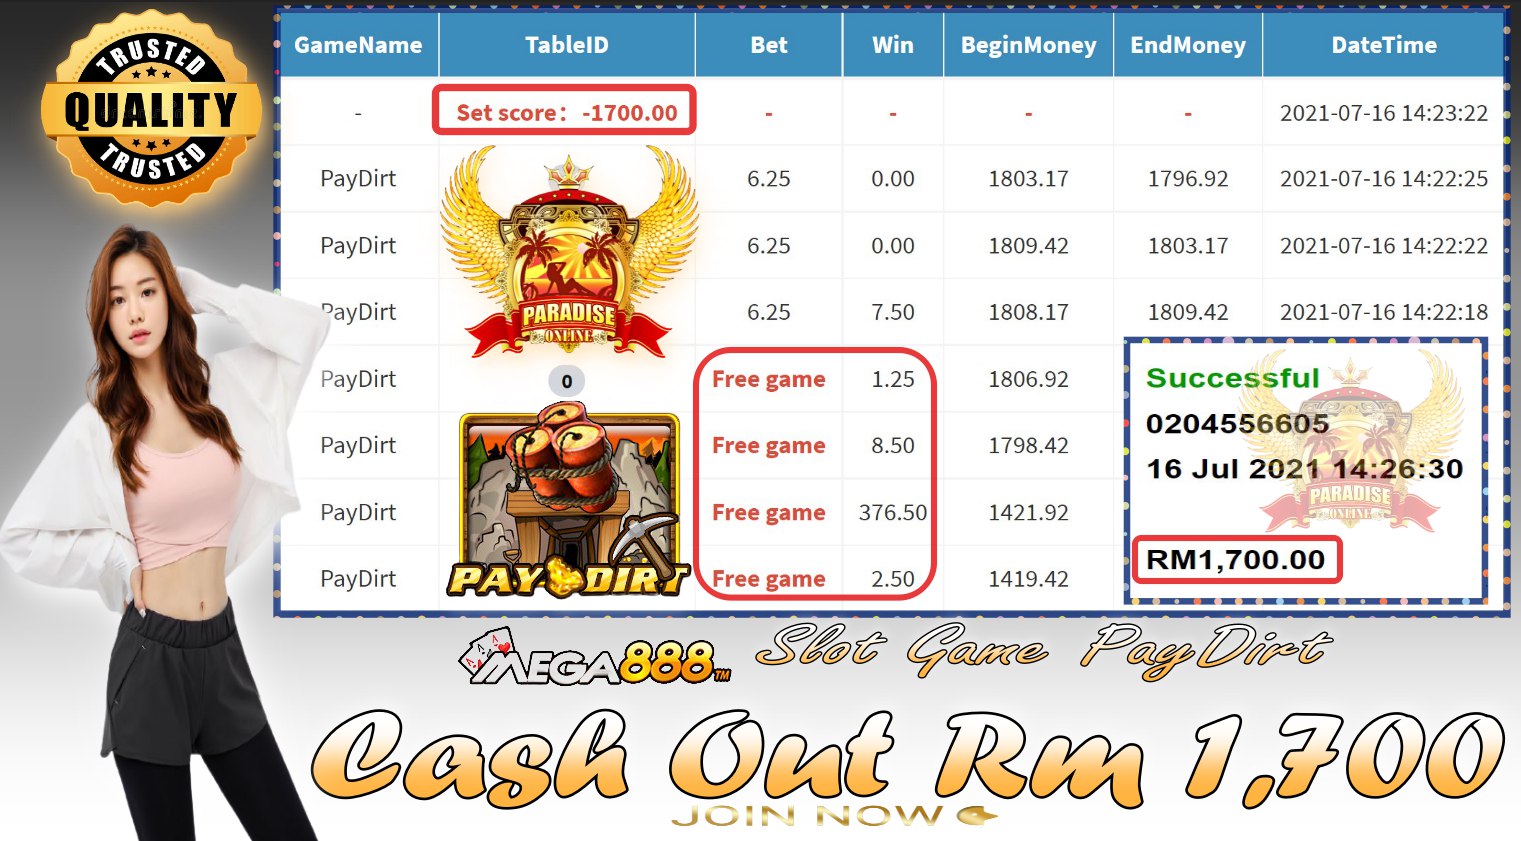 TRUSTED
QUALITY
TRUSTED
GameName TableID Bet Win BeginMoney EndMoney DateTime
- Set score: -1700.00 - - - - 2021-07-16 14:23:22
PayDirt 6.25 0.00 1803.17 1796.92 2021-07-16 14:22:25
PayDirt 6.25 0.00 1809.42 1803.17 2021-07-16 14:22:22
PayDirt 6.25 7.50 1808.17 1809.42 2021-07-16 14:22:18
PARADISE
ONLINE
PayDirt 0 Free game 1.25 1806.92
PayDirt Free game 8.50 1798.42
PayDirt Free game 376.50 1421.92
PayDirt Free game 2.50 1419.42
PAY DIRT
Successful
0204556605
16 Jul 2021 14:26:30
PARADISE
ONLINE
RM1,700.00
MEGA888™ Slot Game PayDirt
Cash Out Rm 1,700
JOIN NOW